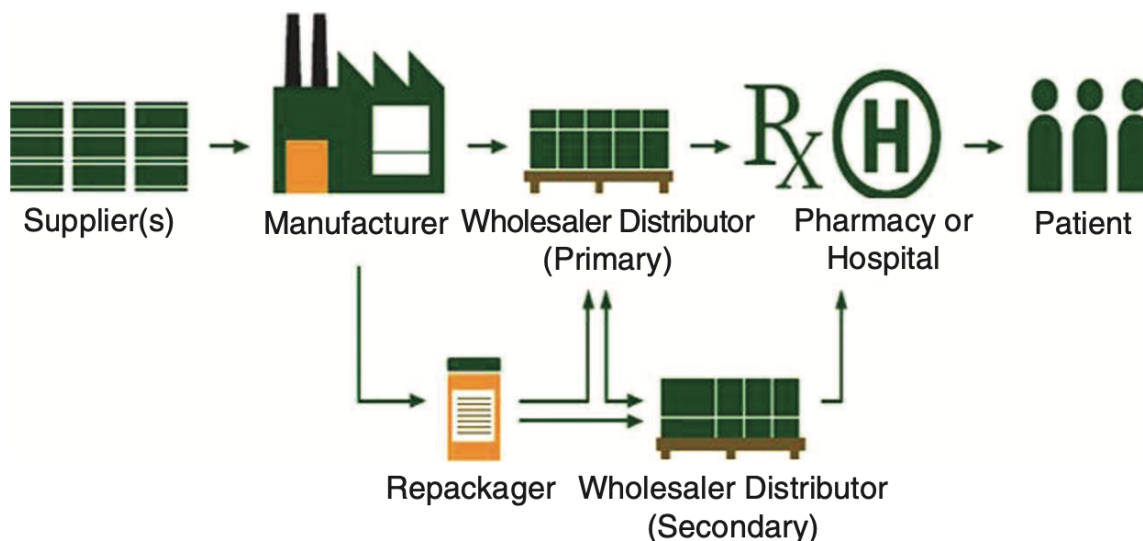 Rx
H
Supplier(s)
Manufacturer
Wholesaler Distributor
(Primary)
Pharmacy or
Hospital
Patient
Repackager
Wholesaler Distributor
(Secondary)